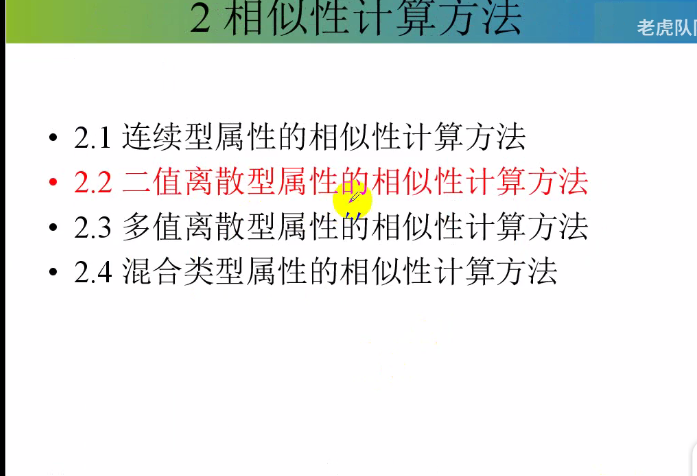 2 相似性计算方法
老虎队
• 2.1 连续型属性的相似性计算方法
• 2.2 二值离散型属性的相似性计算方法
• 2.3 多值离散型属性的相似性计算方法
• 2.4 混合类型属性的相似性计算方法